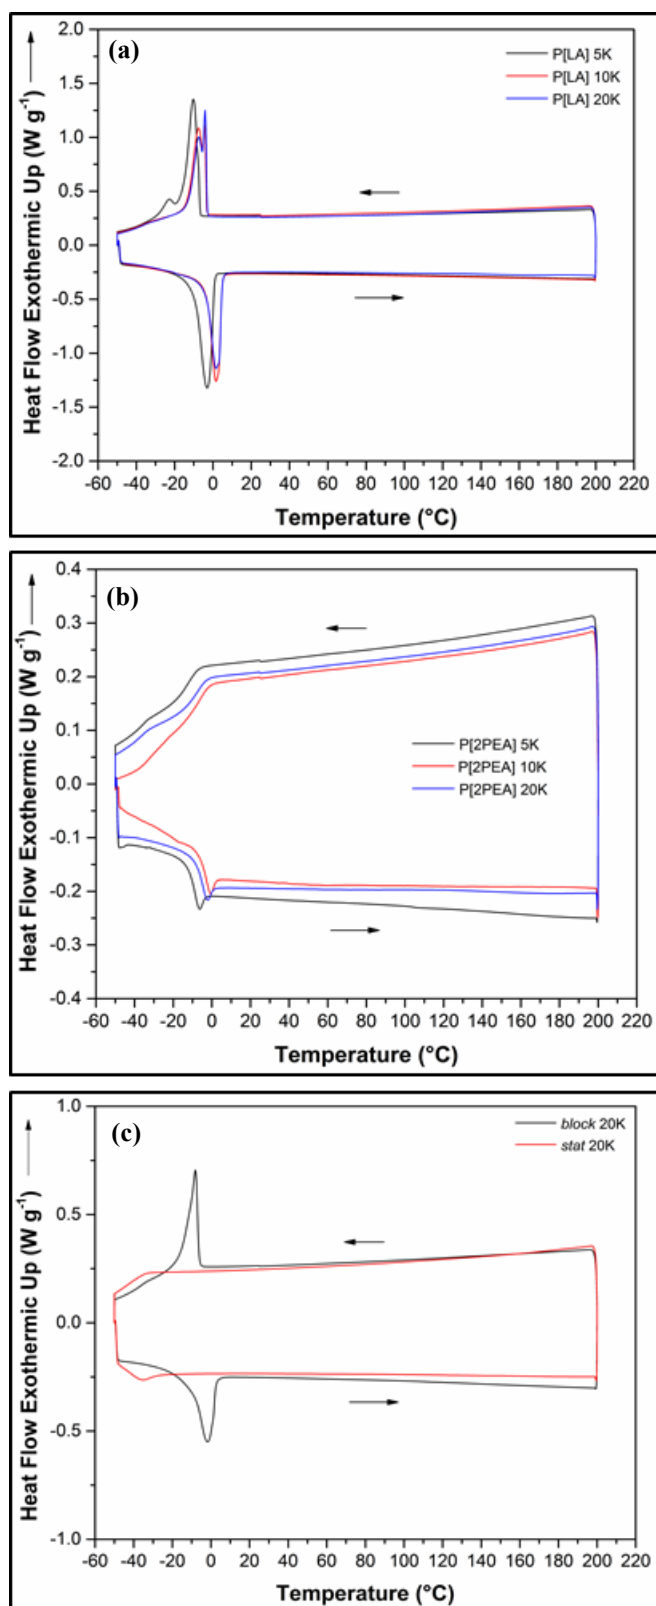 (a)
P[LA] 5K
P[LA] 10K
P[LA] 20K
Heat Flow Exothermic Up (W g⁻¹)
2.0
1.5
1.0
0.5
0.0
-0.5
-1.0
-1.5
-2.0
-60 -40 -20 0 20 40 60 80 100 120 140 160 180 200 220
Temperature (°C)
(b)
P[2PEA] 5K
P[2PEA] 10K
P[2PEA] 20K
Heat Flow Exothermic Up (W g⁻¹)
0.4
0.3
0.2
0.1
0.0
-0.1
-0.2
-0.3
-0.4
-60 -40 -20 0 20 40 60 80 100 120 140 160 180 200 220
Temperature (°C)
(c)
block 20K
stat 20K
Heat Flow Exothermic Up (W g⁻¹)
1.0
0.5
0.0
-0.5
-1.0
-60 -40 -20 0 20 40 60 80 100 120 140 160 180 200 220
Temperature (°C)